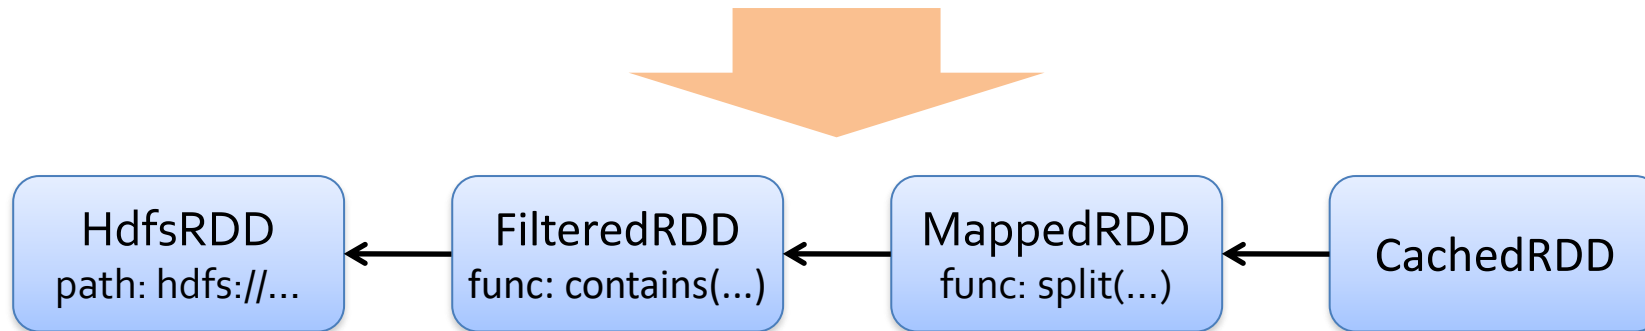 HdfsRDD
path: hdfs://...
FilteredRDD
func: contains(...)
MappedRDD
func: split(...)
CachedRDD